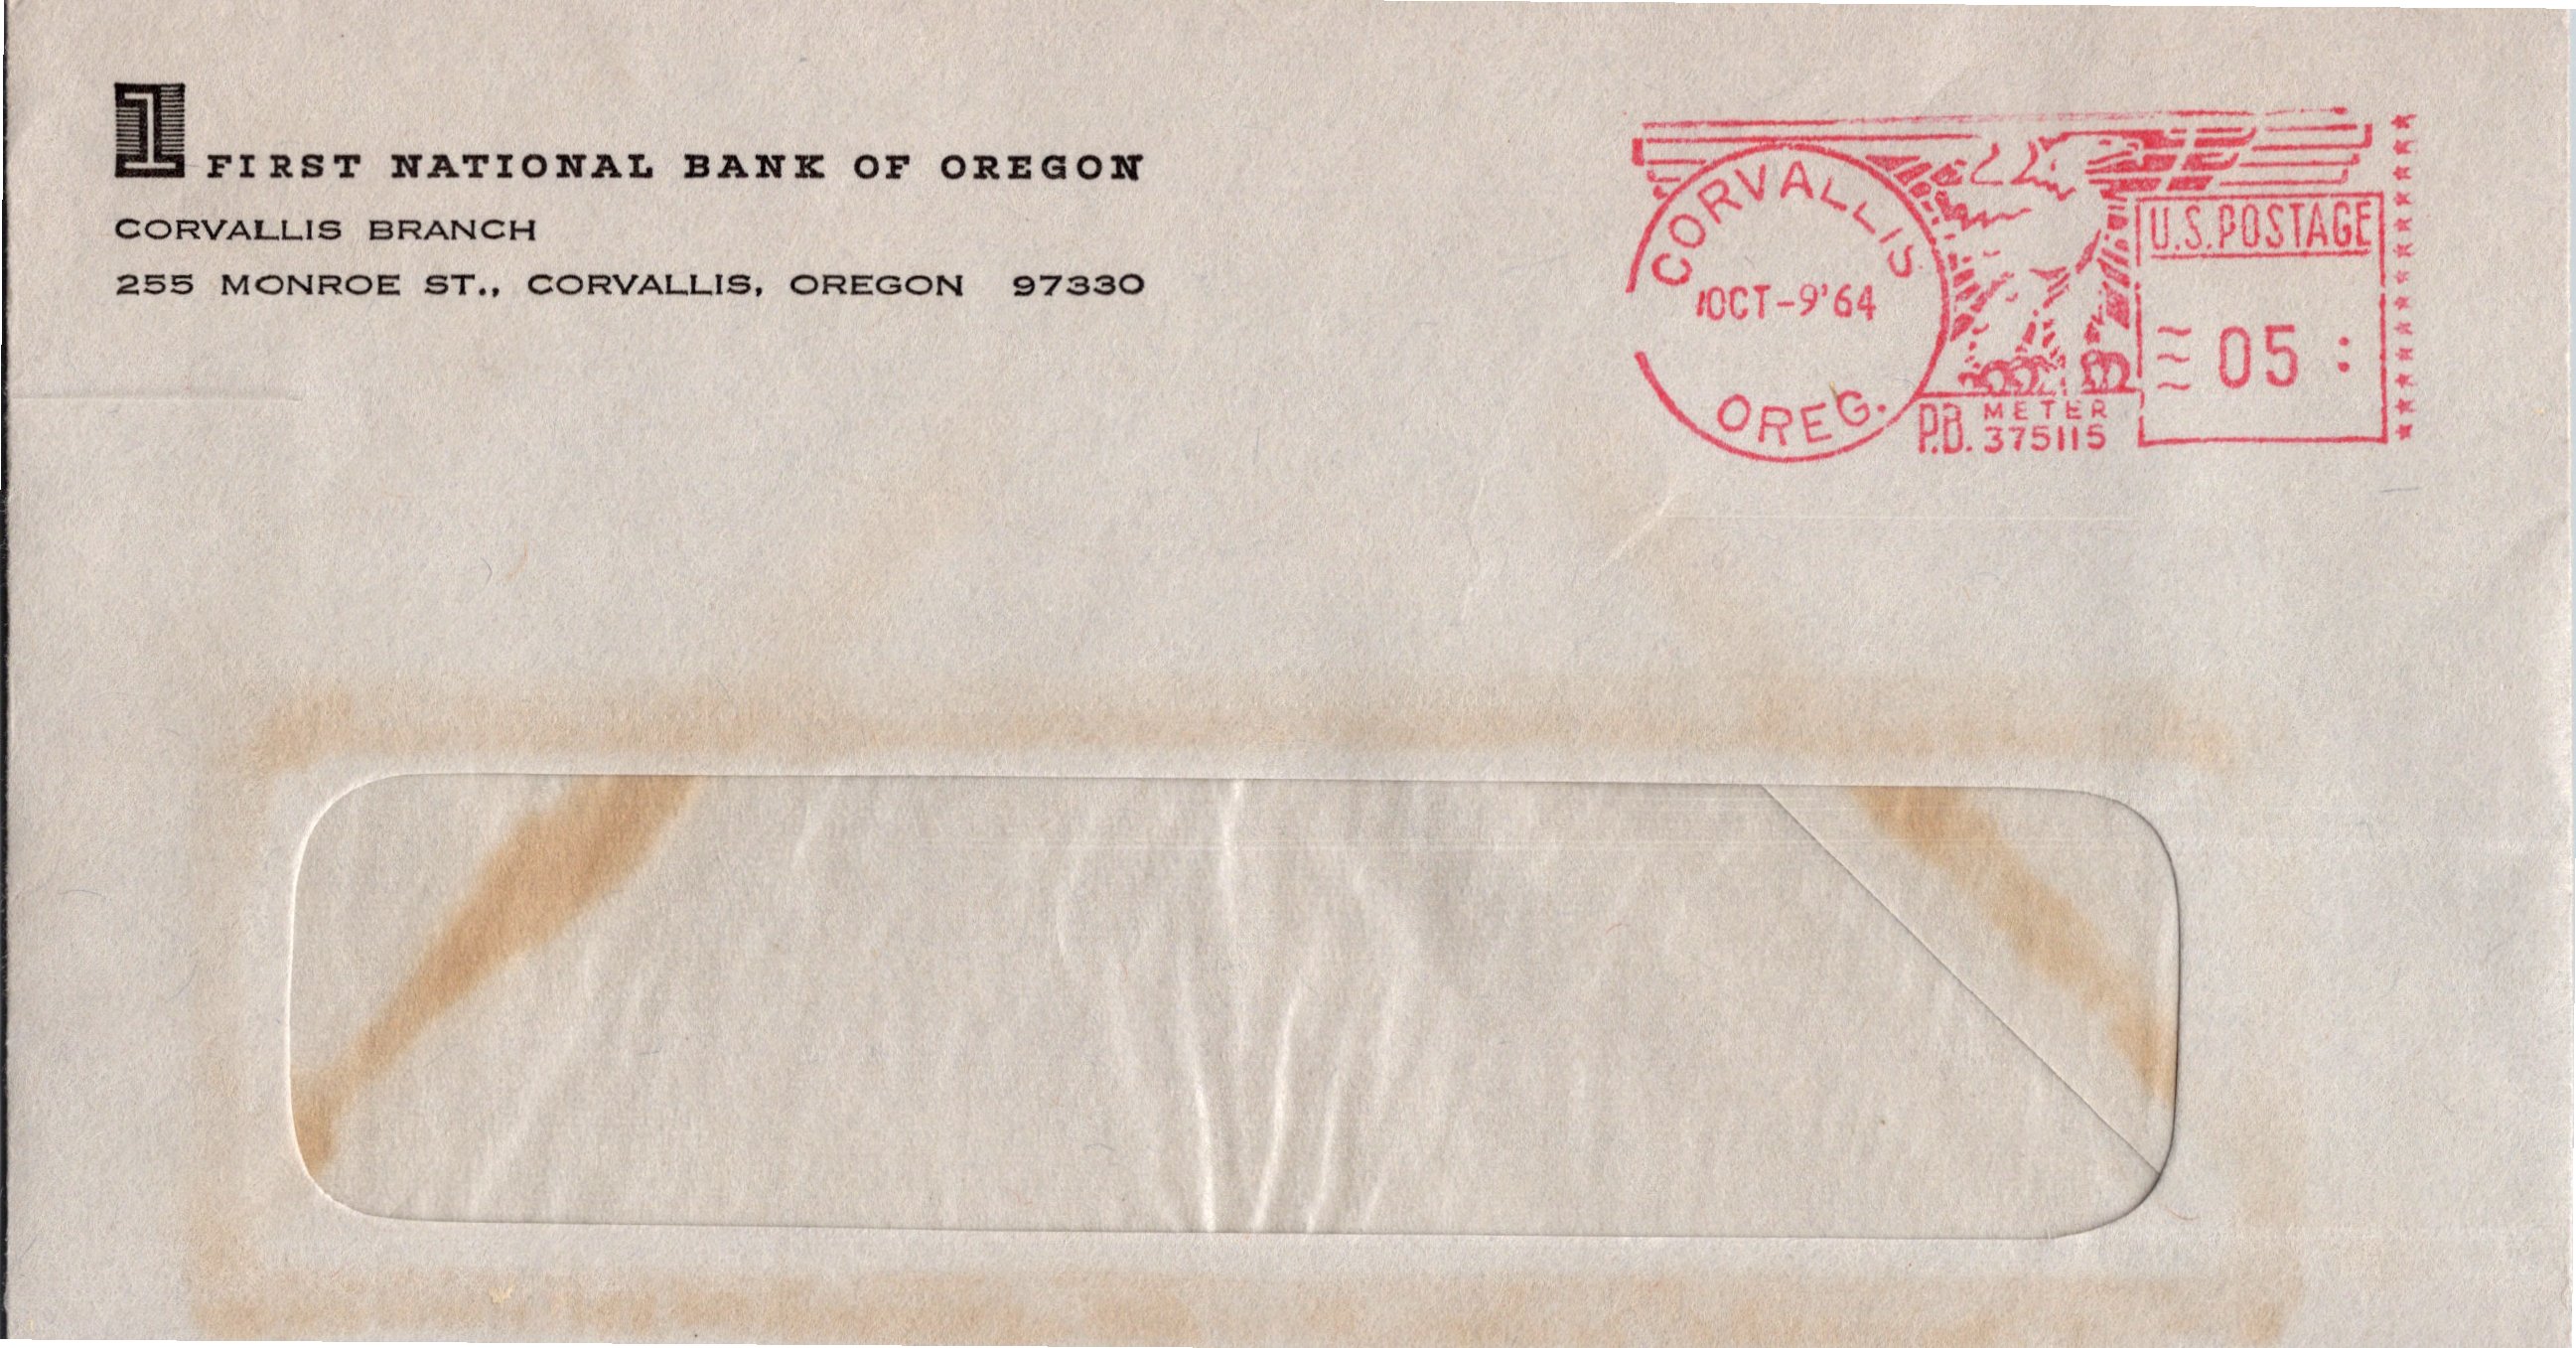 1 FIRST NATIONAL BANK OF OREGON
CORVALLIS BRANCH
255 MONROE ST., CORVALLIS, OREGON 97330
CORVALLIS
OCT-9'64
OREG.
P.B. METER
375115
U.S. POSTAGE
05